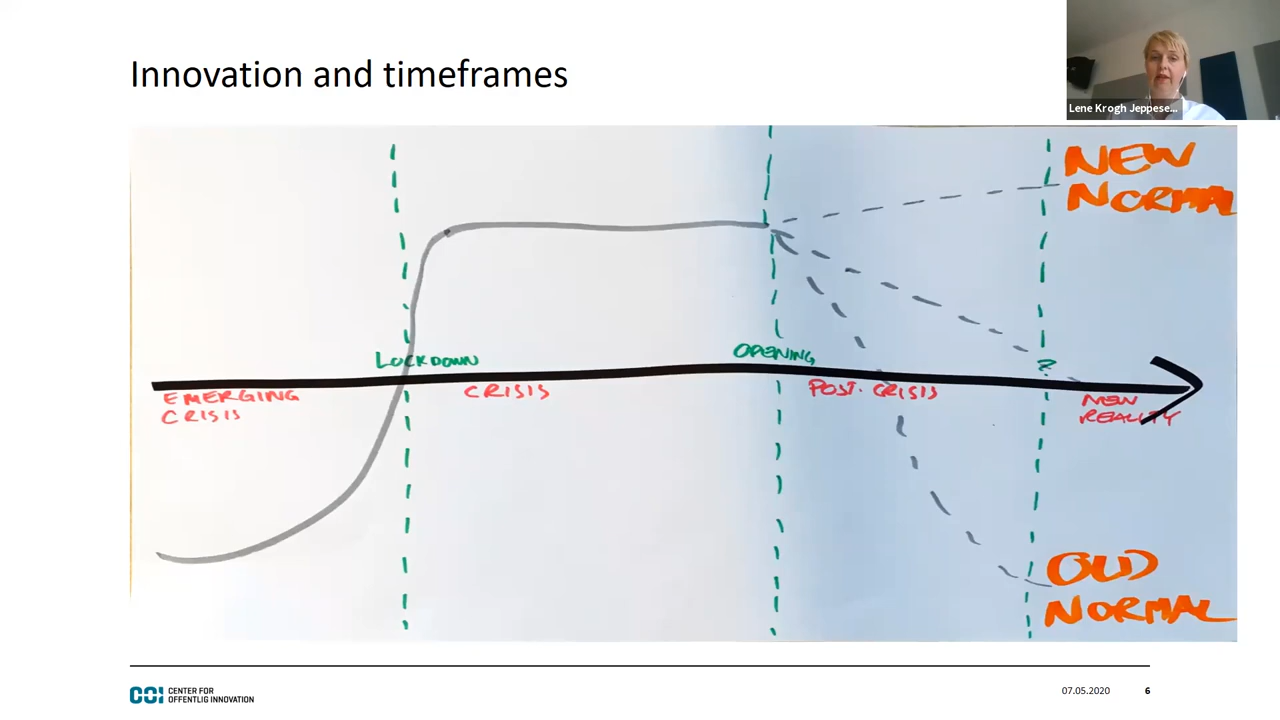 Innovation and timeframes
Lene Krogh Jeppese...
NEW
NORMAL
LOCKDOWN
OPENING
?
EMERGING
CRISIS
CRISIS
POST-CRISIS
NEW
REALITY
OLD
NORMAL
COI CENTER FOR
OFFENTLIG INNOVATION
07.05.2020
6